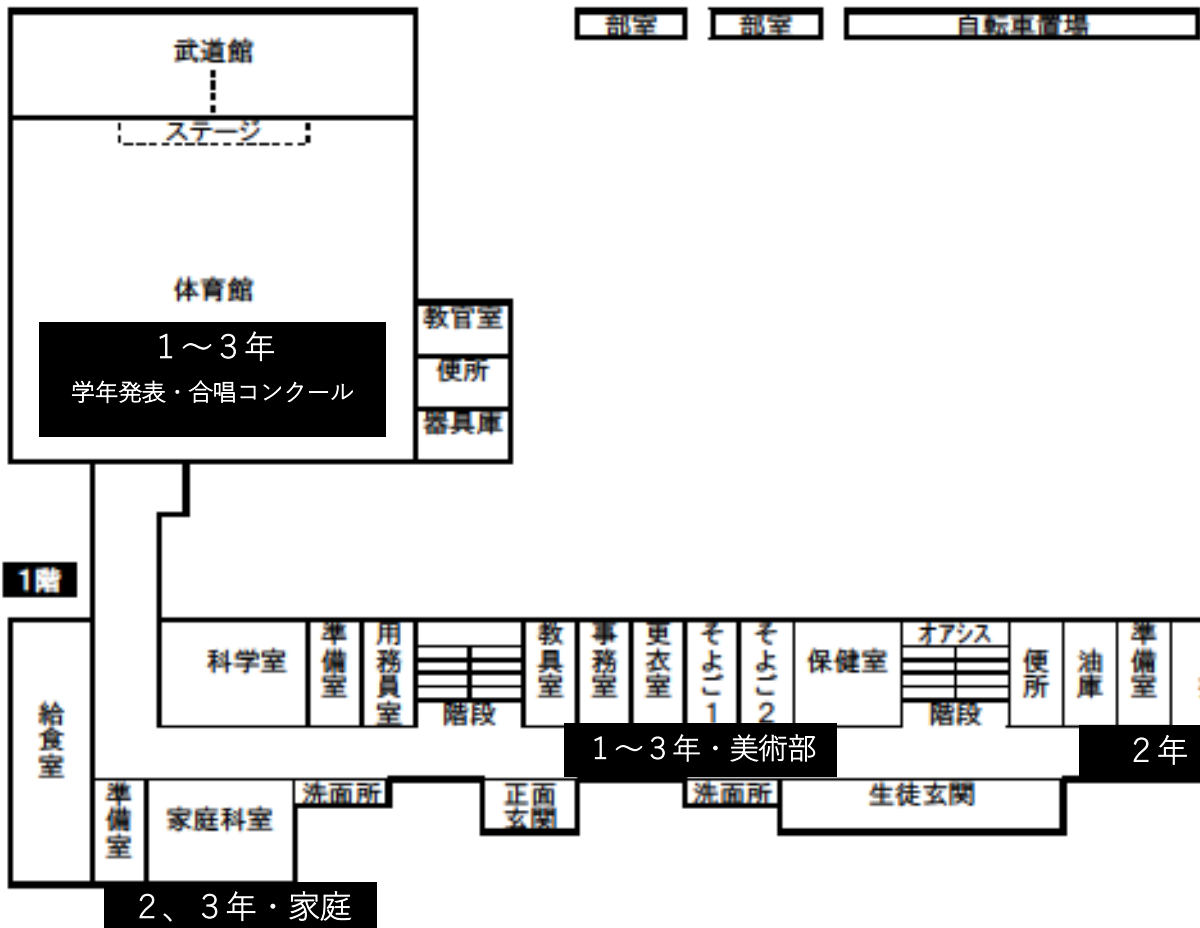 部室
部室
自転車置場
武道館
ステージ
体育館
1～3年
学年発表・合唱コンクール
教官室
便所
器具庫
1階
科学室
準備室
用務員室
階段
教具室
事務室
更衣室
そよご1
そよご2
保健室
オアシス
階段
便所
油庫
準備室
給食室
1～3年・美術部
2年
準備室
家庭科室
洗面所
正面玄関
洗面所
生徒玄関
2、3年・家庭